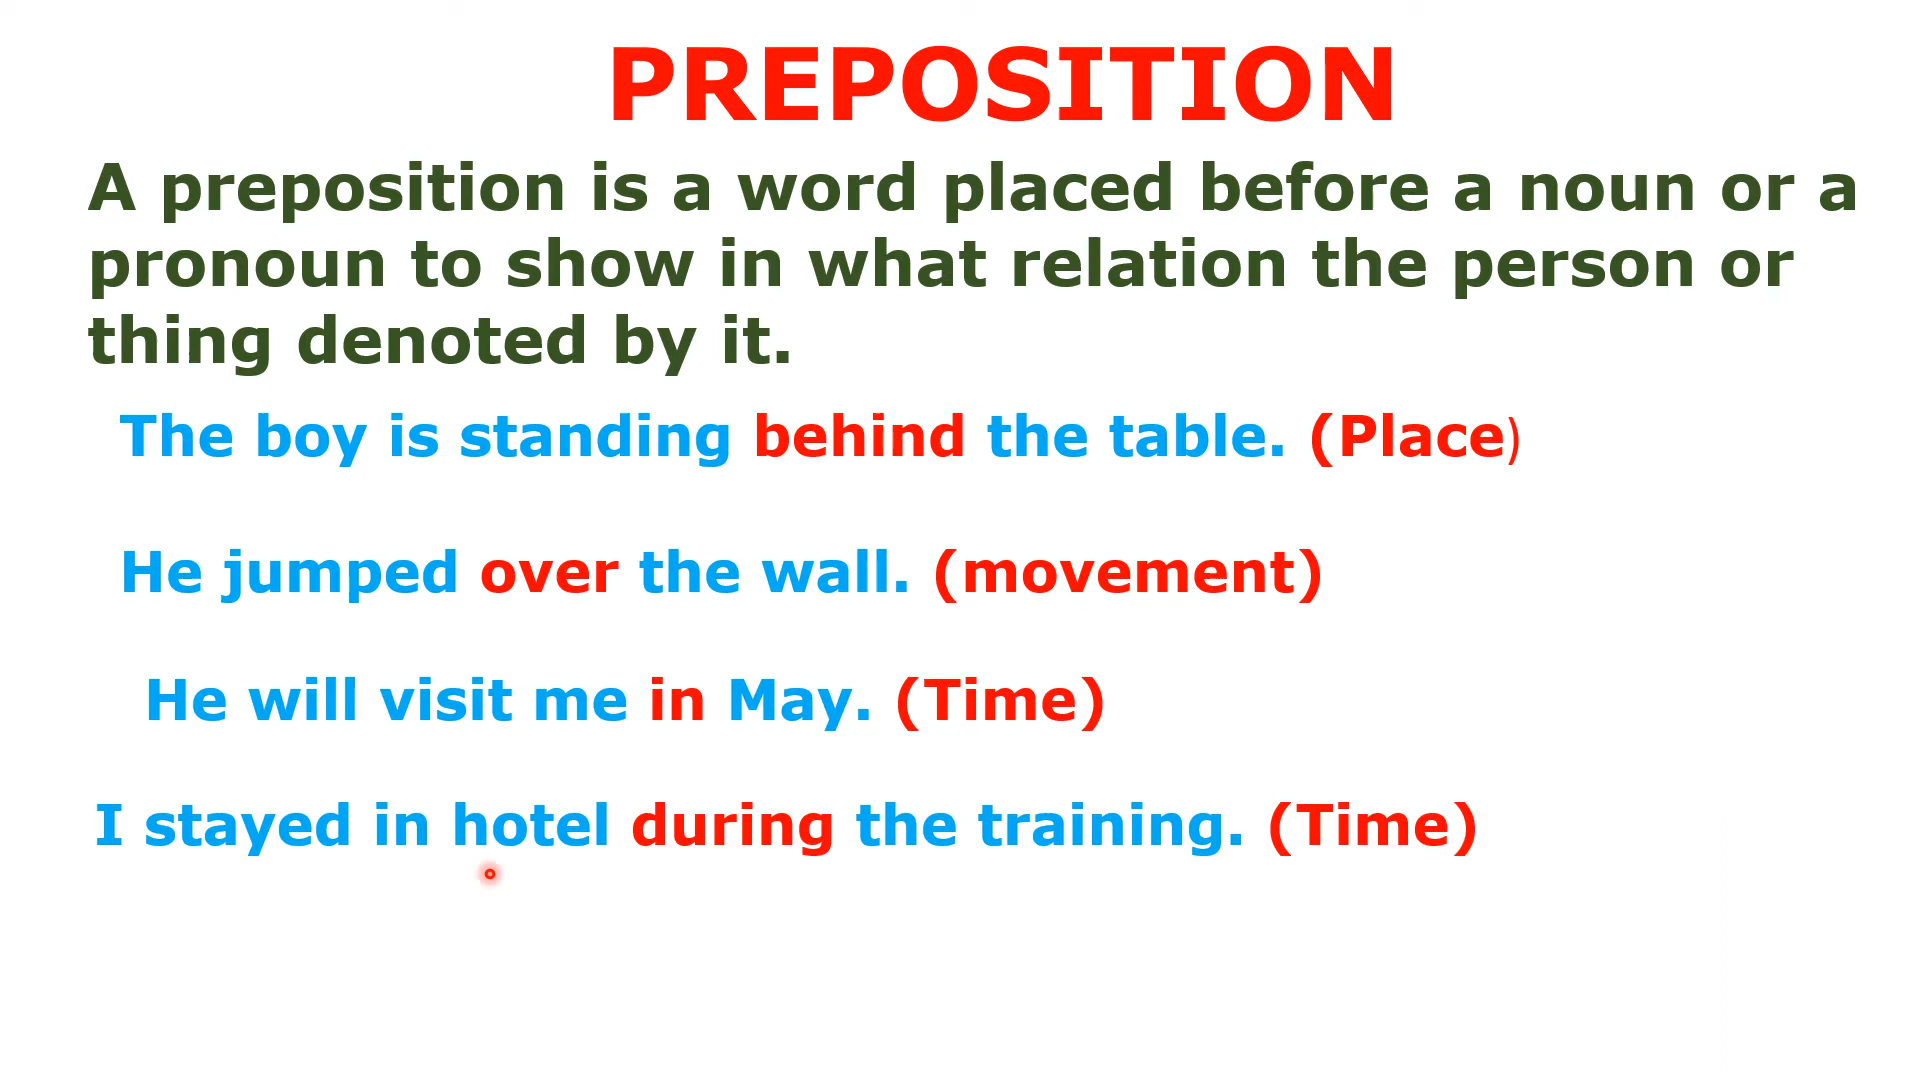 PREPOSITION
A preposition is a word placed before a noun or a
pronoun to show in what relation the person or
thing denoted by it.
The boy is standing behind the table. (Place)
He jumped over the wall. (movement)
He will visit me in May. (Time)
I stayed in hotel during the training. (Time)